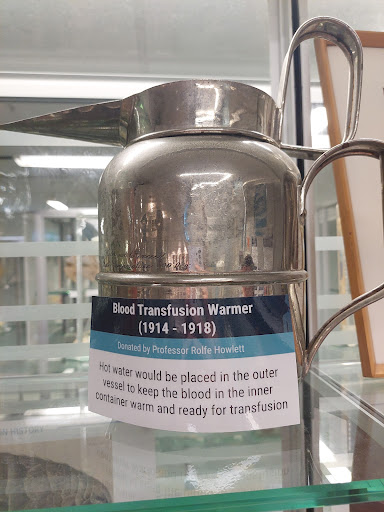 Blood Transfusion Warmer
(1914 - 1918)
Donated by Professor Rolfe Howlett
Hot water would be placed in the outer
vessel to keep the blood in the inner
container warm and ready for transfusion